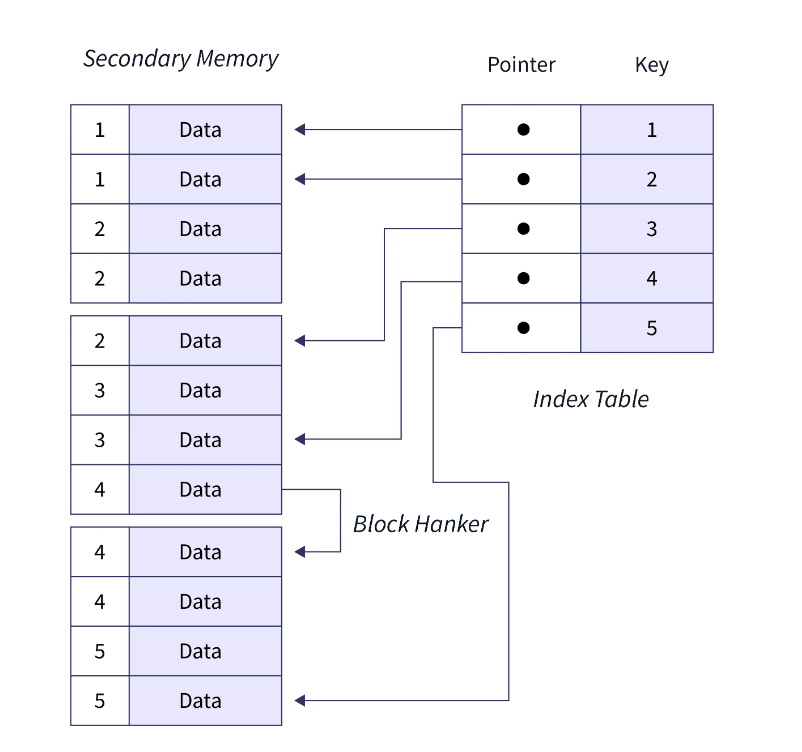 Secondary Memory
1 Data
1 Data
2 Data
2 Data
2 Data
3 Data
3 Data
4 Data
4 Data
4 Data
5 Data
5 Data
Block Hanker
Pointer Key
1
2
3
4
5
Index Table